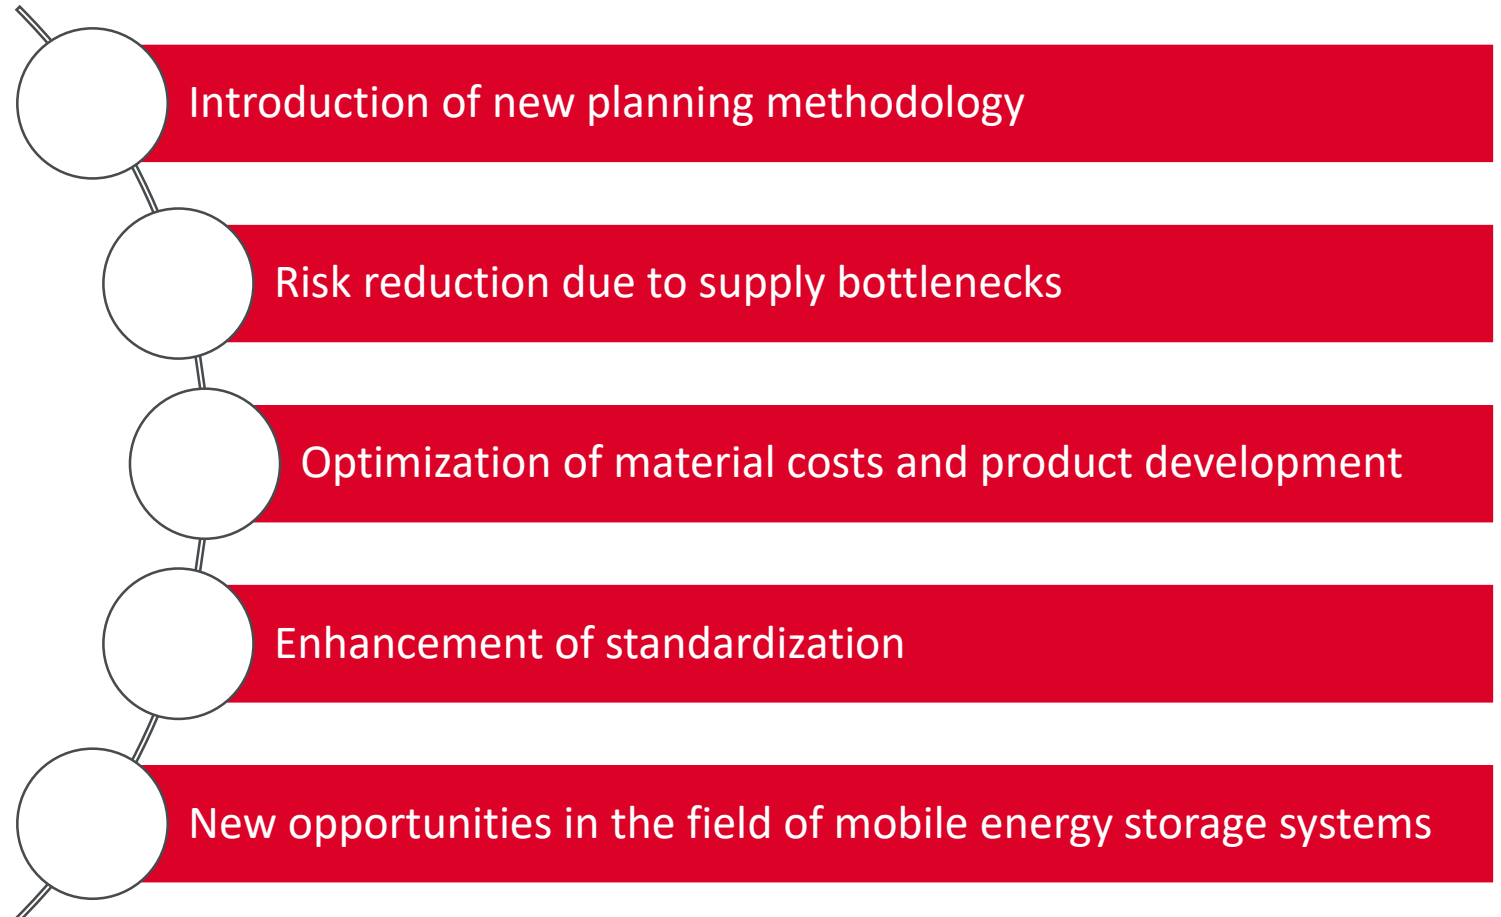 Introduction of new planning methodology
Risk reduction due to supply bottlenecks
Optimization of material costs and product development
Enhancement of standardization
New opportunities in the field of mobile energy storage systems